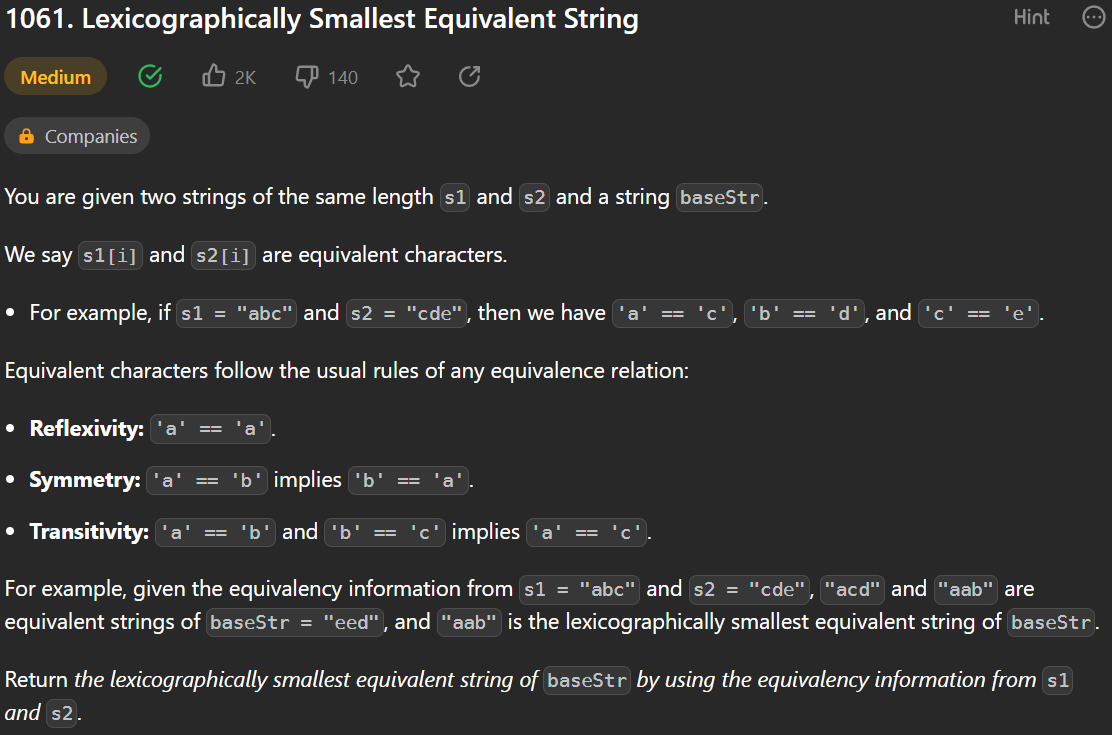 1061. Lexicographically Smallest Equivalent String
Hint
Medium
2K
140
Companies
You are given two strings of the same length s1 and s2 and a string baseStr.
We say s1[i] and s2[i] are equivalent characters.
• For example, if s1 = "abc" and s2 = "cde", then we have 'a' == 'c', 'b' == 'd', and 'c' == 'e'.
Equivalent characters follow the usual rules of any equivalence relation:
• Reflexivity: 'a' == 'a'.
• Symmetry: 'a' == 'b' implies 'b' == 'a'.
• Transitivity: 'a' == 'b' and 'b' == 'c' implies 'a' == 'c'.
For example, given the equivalency information from s1 = "abc" and s2 = "cde", "acd" and "aab" are
equivalent strings of baseStr = "eed", and "aab" is the lexicographically smallest equivalent string of baseStr.
Return the lexicographically smallest equivalent string of baseStr by using the equivalency information from s1
and s2.